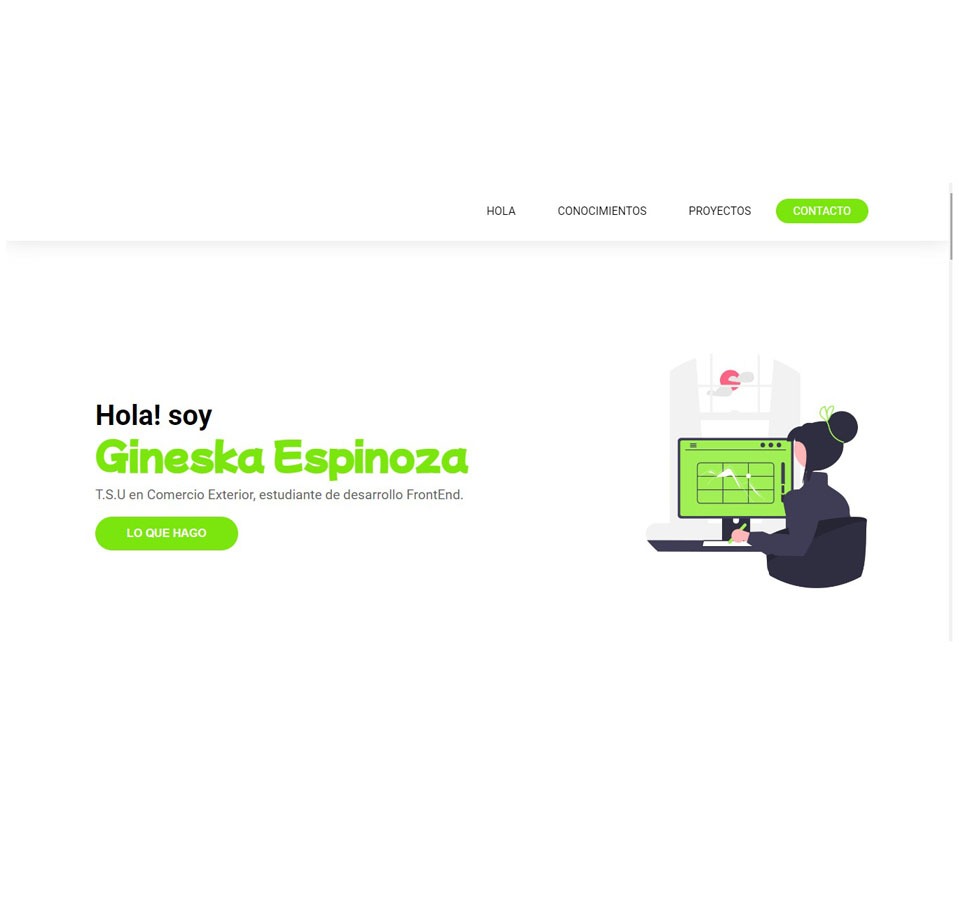 HOLA CONOCIMIENTOS PROYECTOS CONTACTO
Hola! soy
Gineska Espinoza
T.S.U en Comercio Exterior, estudiante de desarrollo FrontEnd.
LO QUE HAGO